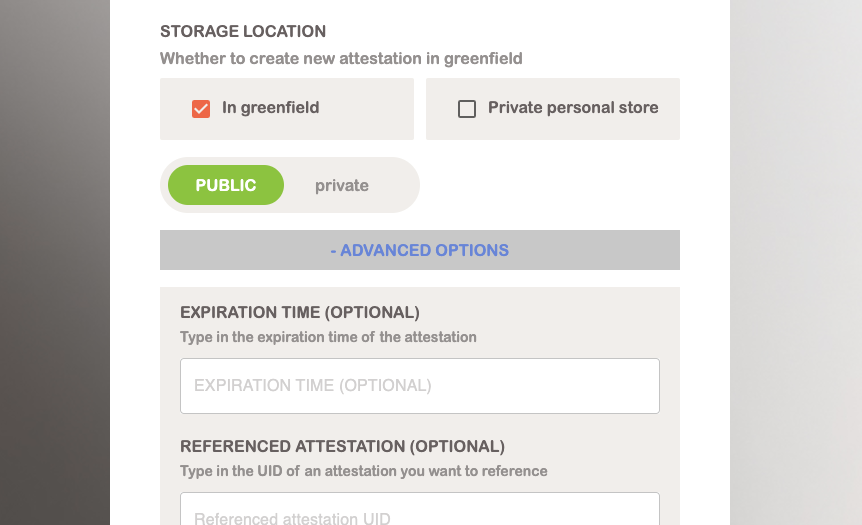 STORAGE LOCATION
Whether to create new attestation in greenfield
In greenfield
Private personal store
PUBLIC
private
- ADVANCED OPTIONS
EXPIRATION TIME (OPTIONAL)
Type in the expiration time of the attestation
EXPIRATION TIME (OPTIONAL)
REFERENCED ATTESTATION (OPTIONAL)
Type in the UID of an attestation you want to reference
Referenced attestation UID